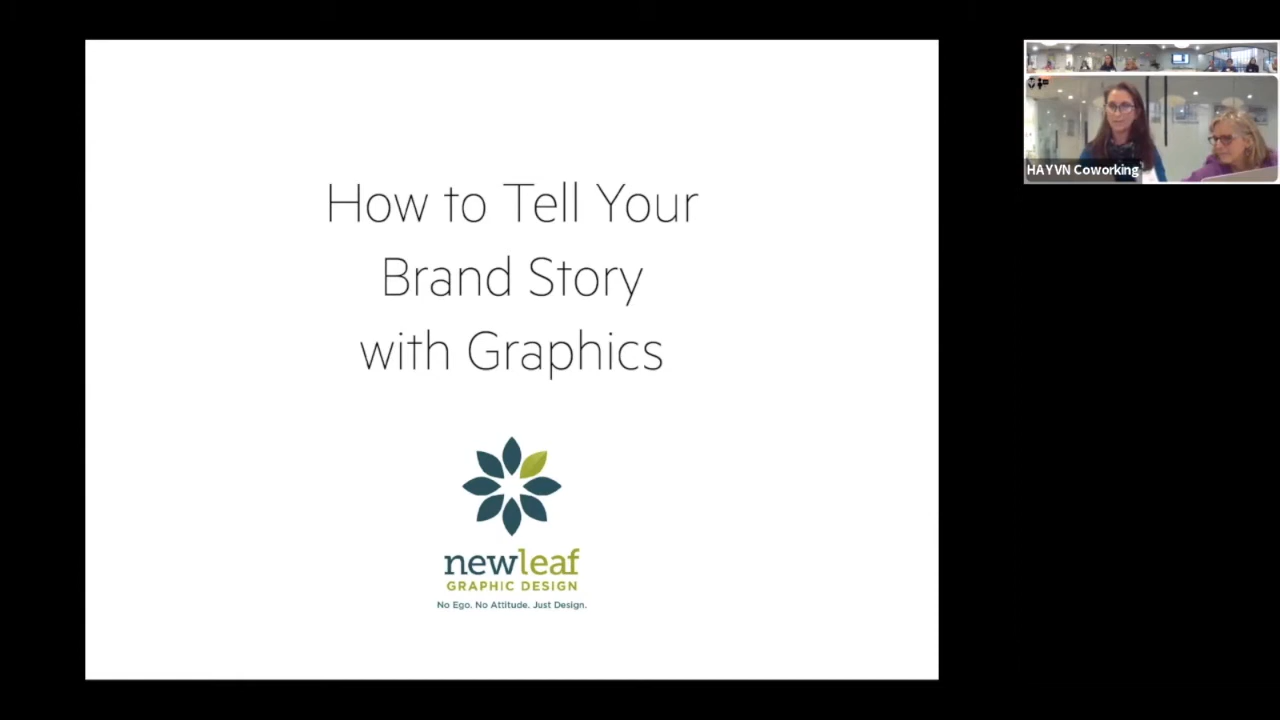 How to Tell Your
Brand Story
with Graphics
newleaf
GRAPHIC DESIGN
No Ego. No Attitude. Just Design.
HAYVN Coworking